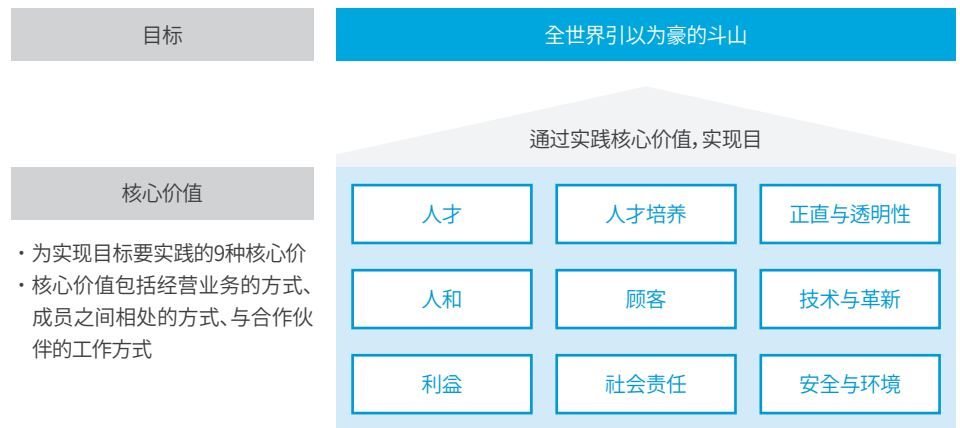 目标
全世界引以为豪的斗山
通过实践核心价值, 实现目
核心价值
・为实现目标要实践的9种核心价
・核心价值包括经营业务的方式、
成员之间相处的方式、与合作伙
伴的工作方式
人才
人才培养
正直与透明性
人和
顾客
技术与革新
利益
社会责任
安全与环境